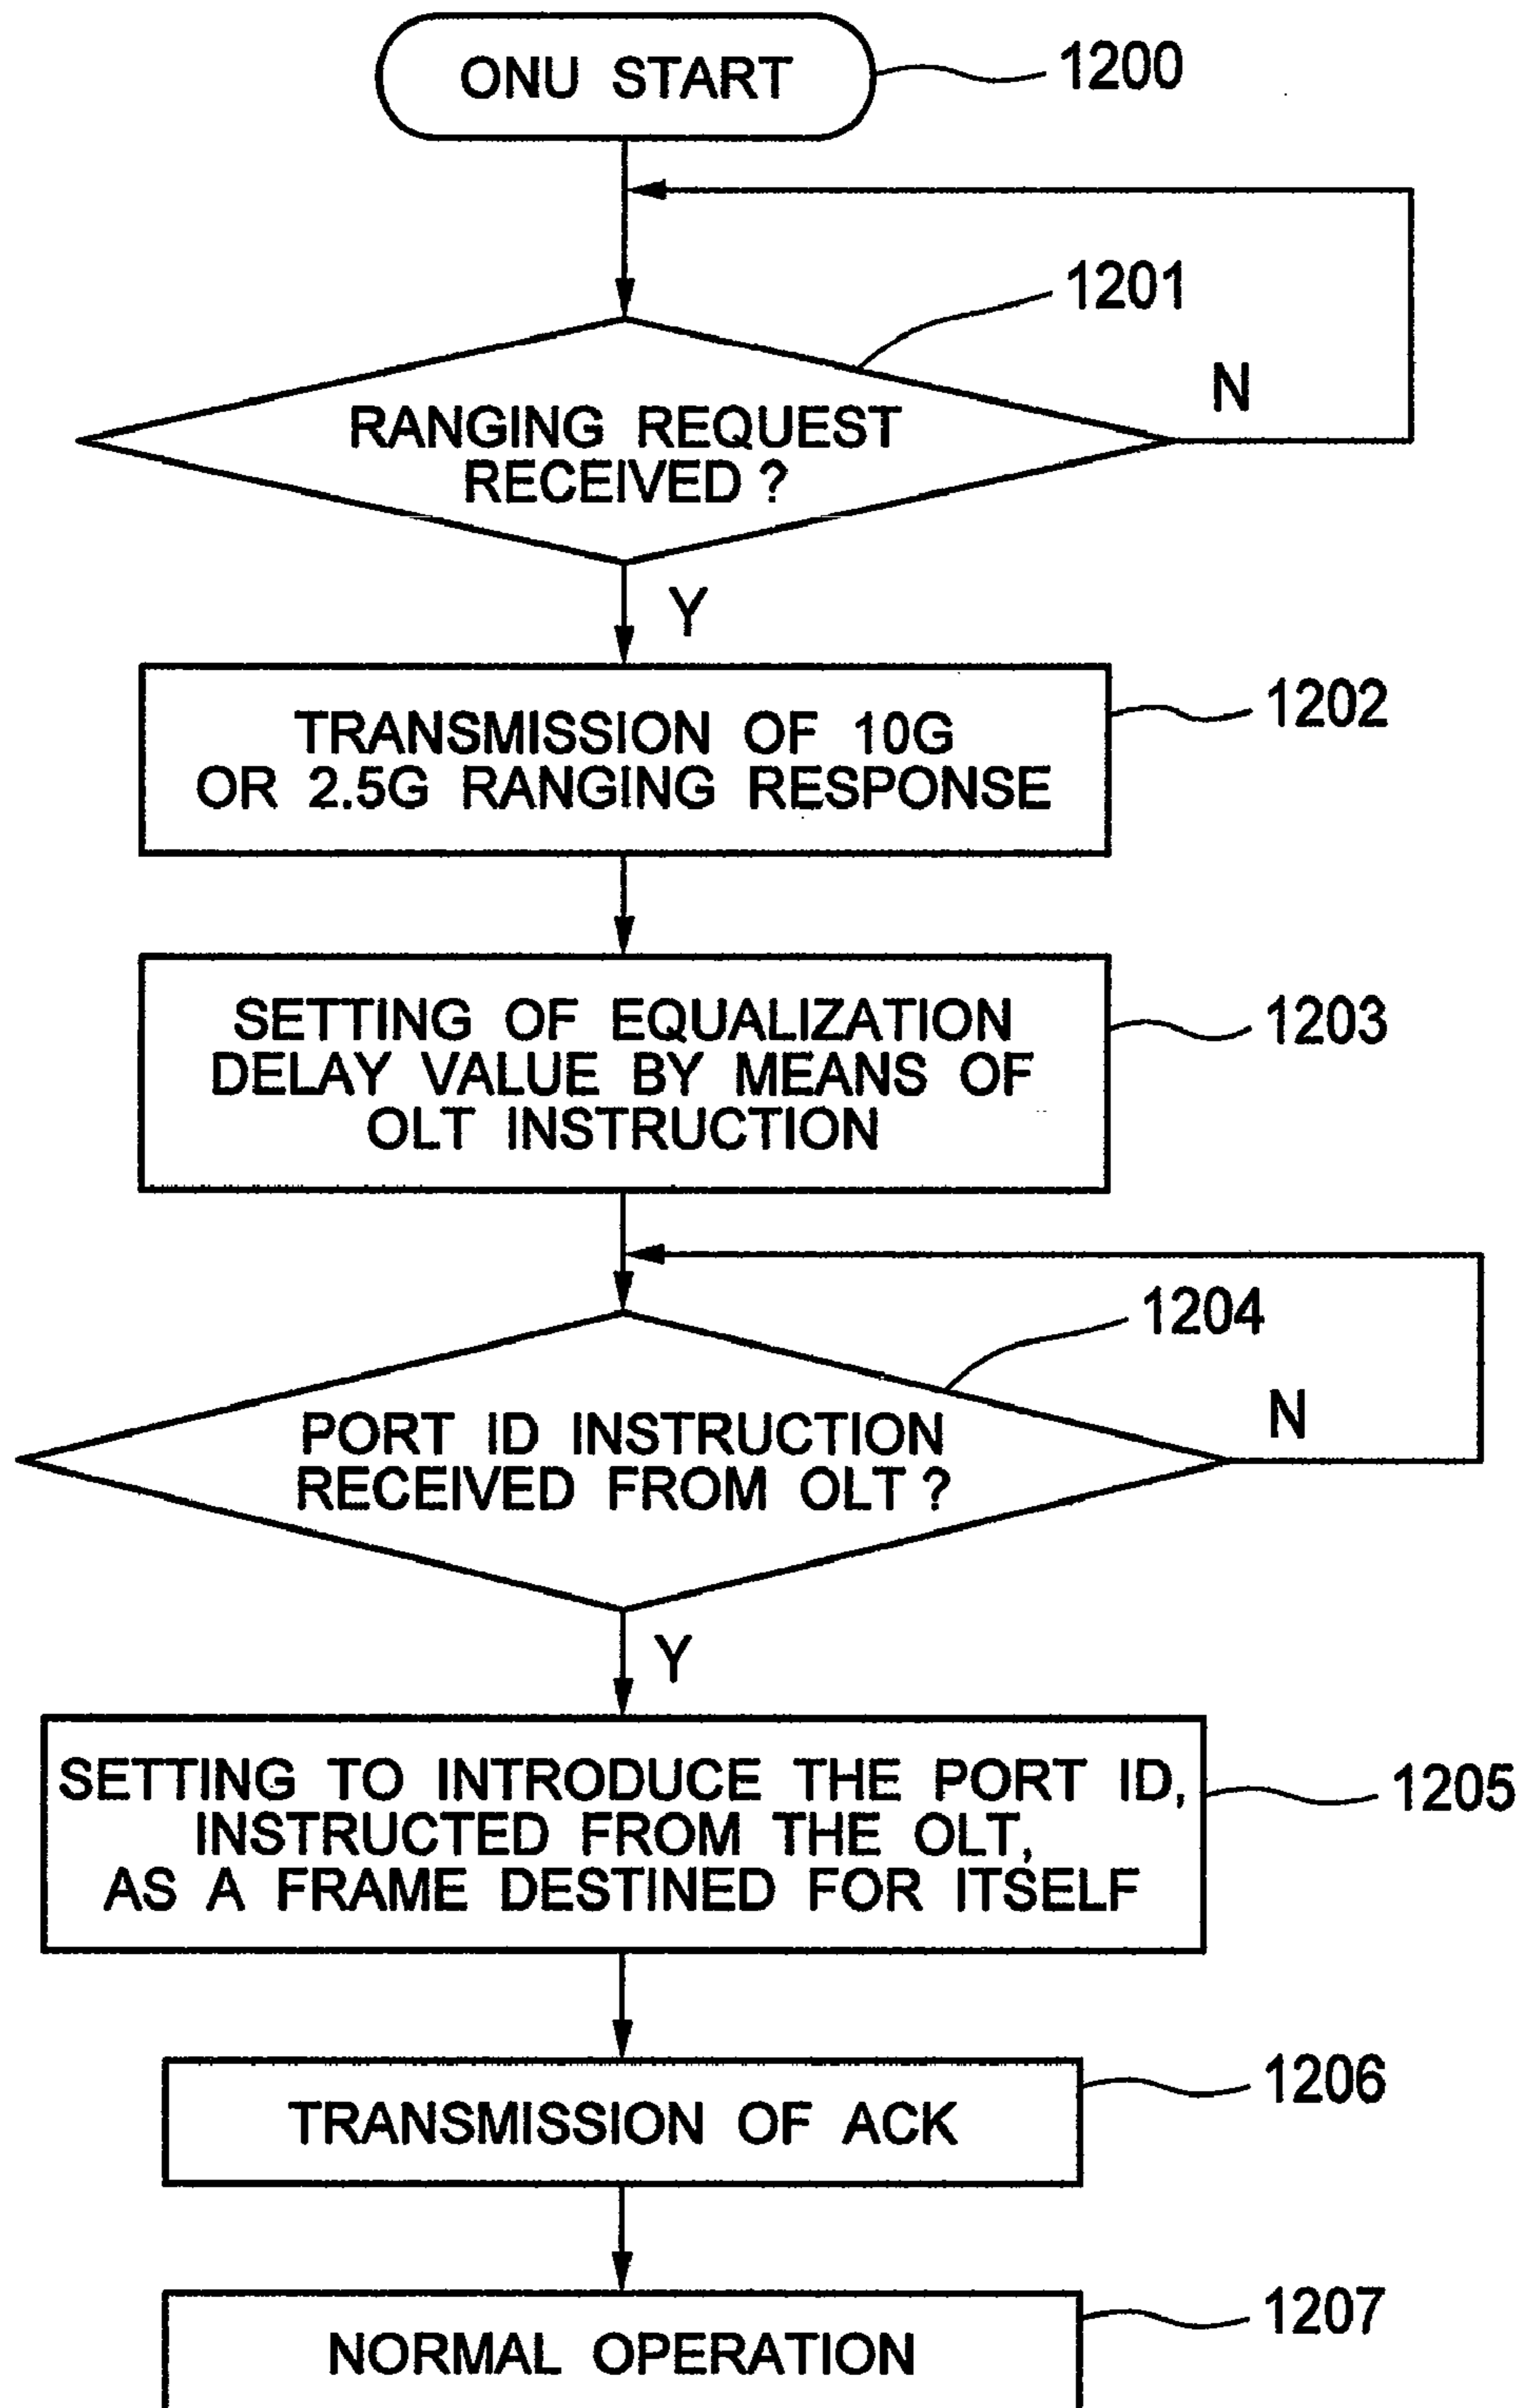 ONU START
1200
1201
N
RANGING REQUEST
RECEIVED ?
Y
1202
TRANSMISSION OF 10G
OR 2.5G RANGING RESPONSE
1203
SETTING OF EQUALIZATION
DELAY VALUE BY MEANS OF
OLT INSTRUCTION
1204
N
PORT ID INSTRUCTION
RECEIVED FROM OLT ?
Y
SETTING TO INTRODUCE THE PORT ID,
INSTRUCTED FROM THE OLT,
AS A FRAME DESTINED FOR ITSELF
1205
1206
TRANSMISSION OF ACK
1207
NORMAL OPERATION